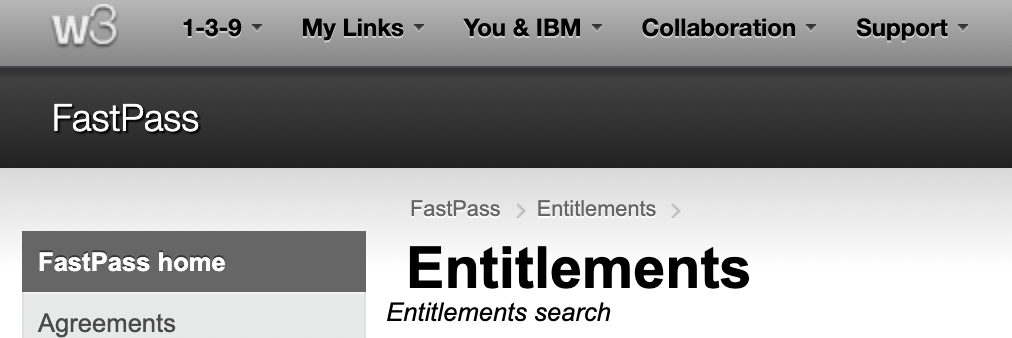 w3 1-3-9 My Links You & IBM Collaboration Support
FastPass
FastPass Entitlements
FastPass home
Entitlements
Entitlements search
Agreements